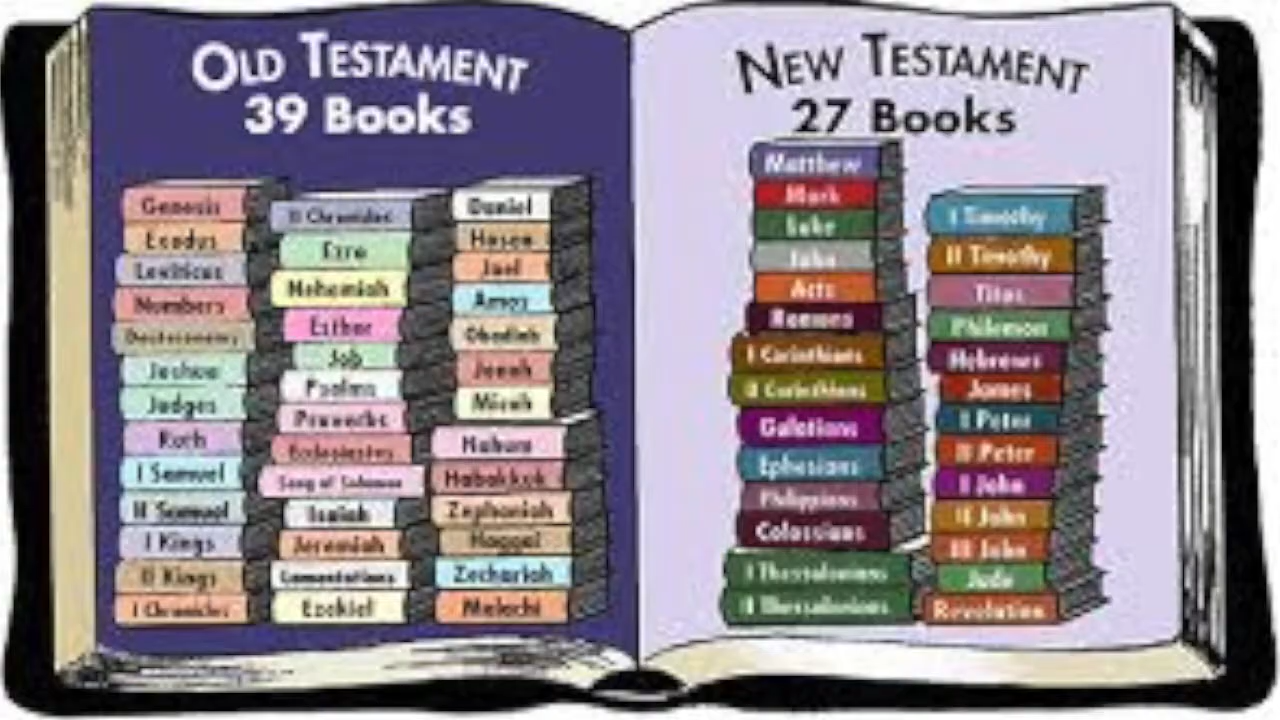 OLD TESTAMENT
39 Books
Genesis
Exodus
Leviticus
Numbers
Deuteronomy
Joshua
Judges
Ruth
I Samuel
II Samuel
I Kings
II Kings
I Chronicles
II Chronicles
Ezra
Nehemiah
Esther
Job
Psalms
Proverbs
Ecclesiastes
Song of Solomon
Isaiah
Jeremiah
Lamentations
Ezekiel
Daniel
Hosea
Joel
Amos
Obadiah
Jonah
Micah
Nahum
Habakkuk
Zephaniah
Haggai
Zechariah
Malachi
NEW TESTAMENT
27 Books
Matthew
Mark
Luke
John
Acts
Romans
I Corinthians
II Corinthians
Galatians
Ephesians
Philippians
Colossians
I Thessalonians
II Thessalonians
I Timothy
II Timothy
Titus
Philemon
Hebrews
James
I Peter
II Peter
I John
II John
III John
Jude
Revelation